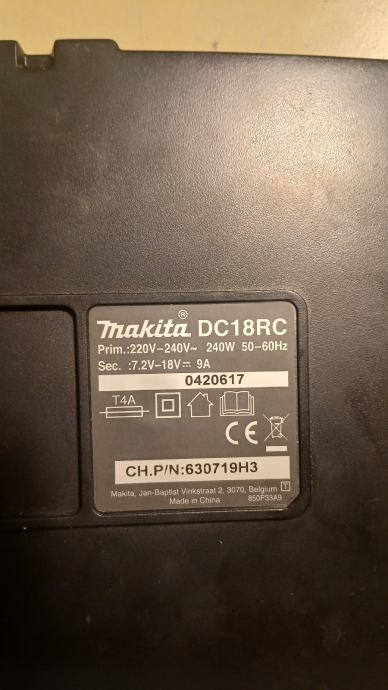 makita® DC18RC
Prim.:220V–240V~ 240W 50–60Hz
Sec. :7.2V–18V⎓ 9A
0420617
T4A
CE
CH.P/N:630719H3
Makita, Jan-Baptist Vinkstraat 2, 3070, Belgium T
Made in China 850P33A9